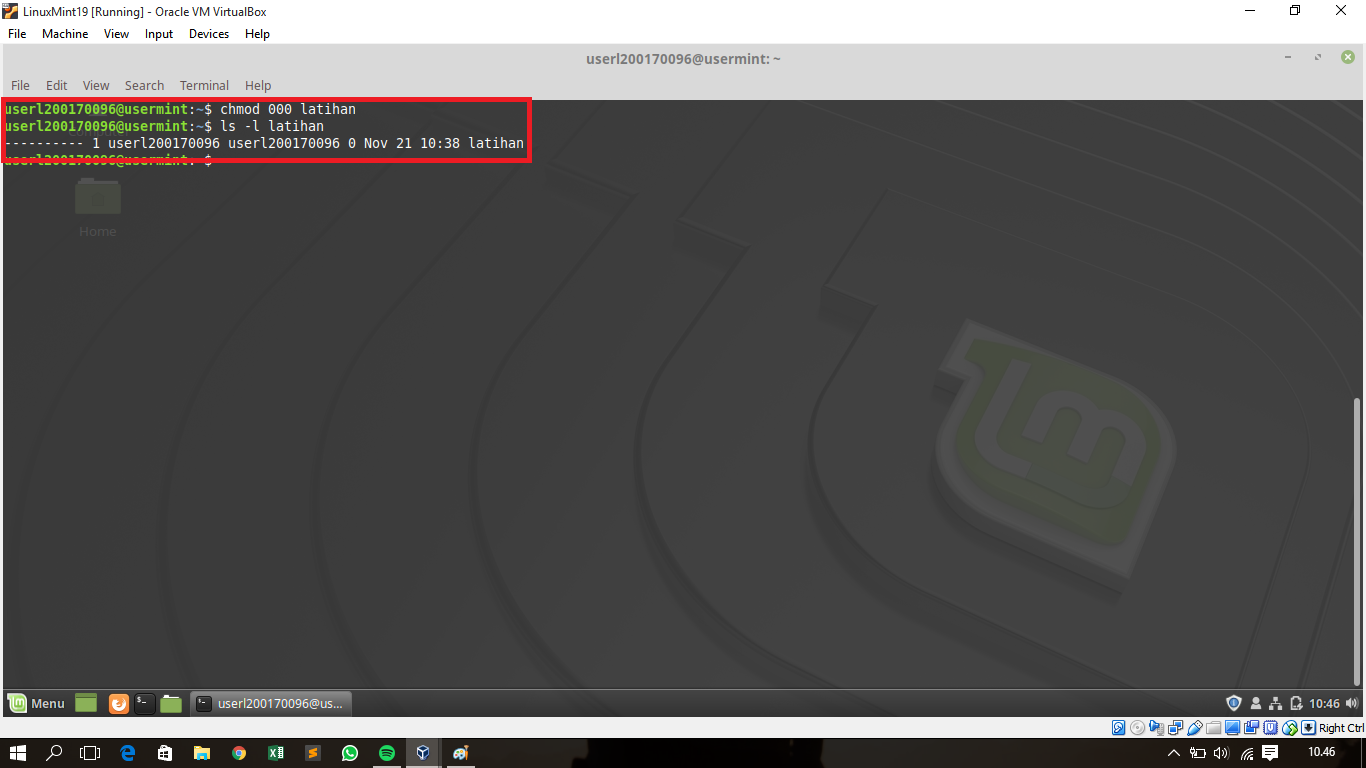 LinuxMint19 [Running] - Oracle VM VirtualBox
File Machine View Input Devices Help
userl200170096@usermint: ~
File Edit View Search Terminal Help
userl200170096@usermint:~$ chmod 000 latihan
userl200170096@usermint:~$ ls -l latihan
---------- 1 userl200170096 userl200170096 0 Nov 21 10:38 latihan
userl200170096@usermint:~$
Home
Menu userl200170096@us... 10:46
Right Ctrl
10.46